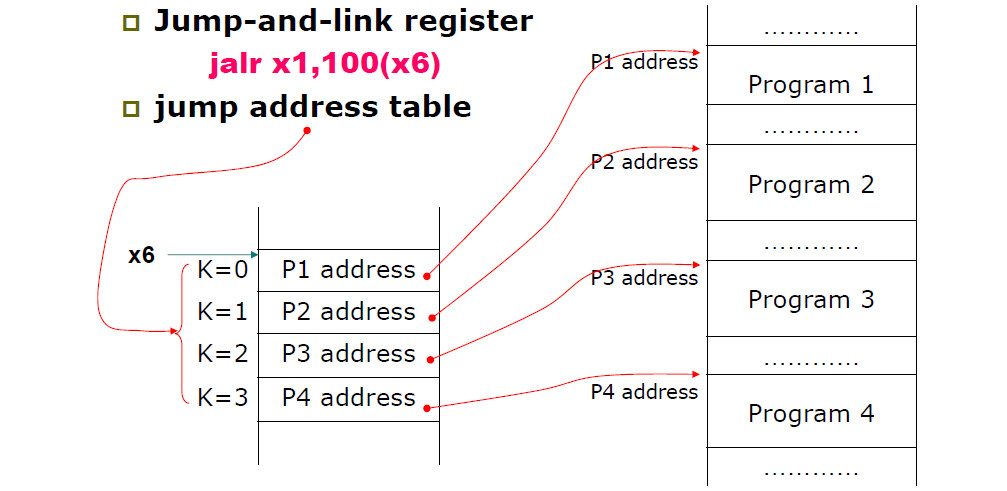 Jump-and-link register
jalr x1,100(x6)
jump address table
x6
K=0 P1 address
K=1 P2 address
K=2 P3 address
K=3 P4 address
............
P1 address
Program 1
............
P2 address
Program 2
............
P3 address
Program 3
............
P4 address
Program 4
............